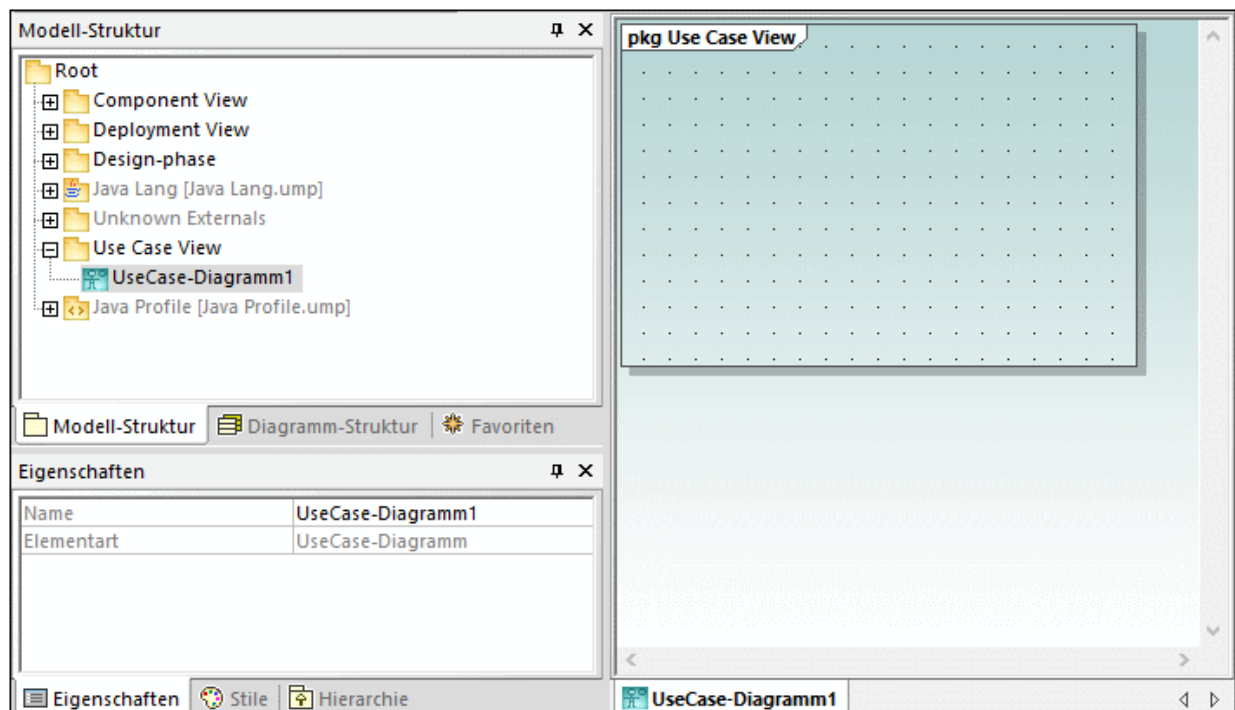 Modell-Struktur
Root
Component View
Deployment View
Design-phase
Java Lang [Java Lang.ump]
Unknown Externals
Use Case View
UseCase-Diagramm1
Java Profile [Java Profile.ump]
Modell-Struktur Diagramm-Struktur Favoriten
Eigenschaften
Name UseCase-Diagramm1
Elementart UseCase-Diagramm
Eigenschaften Stile Hierarchie
pkg Use Case View
UseCase-Diagramm1